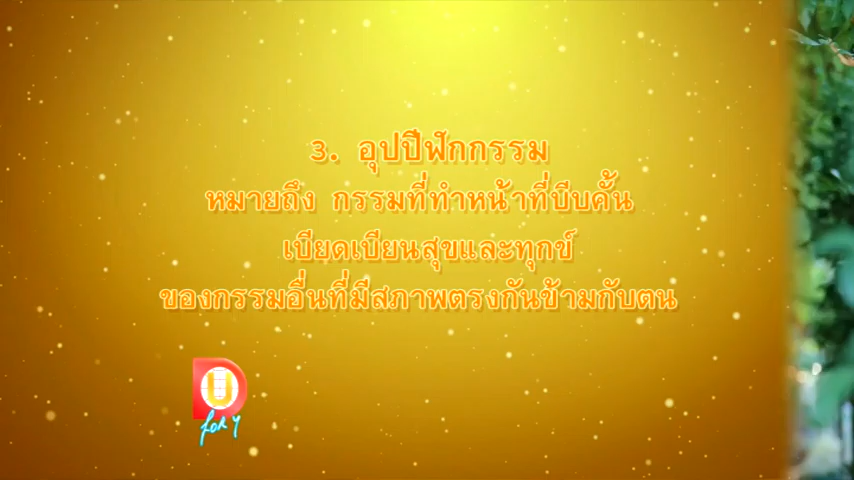 3. อุปปีฬกกรรม
หมายถึง กรรมที่ทำหน้าที่บีบคั้น
เบียดเบียนสุขและทุกข์
ของกรรมอื่นที่มีสภาพตรงกันข้ามกับตน
U
for y